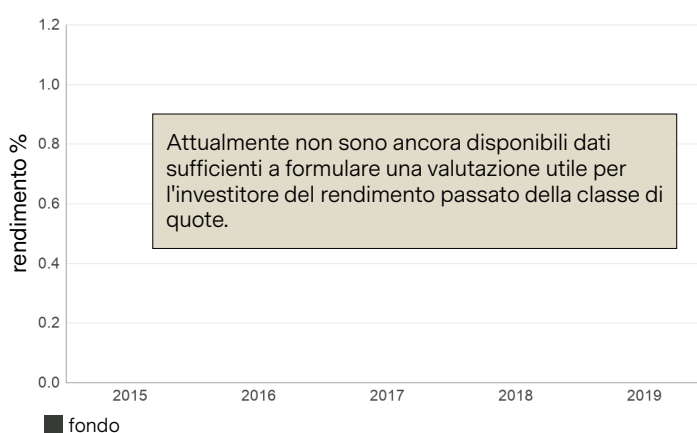 1.2
1.0
0.8
0.6
0.4
0.2
0.0
rendimento %
Attualmente non sono ancora disponibili dati
sufficienti a formulare una valutazione utile per
l'investitore del rendimento passato della classe di
quote.
2015 2016 2017 2018 2019
fondo